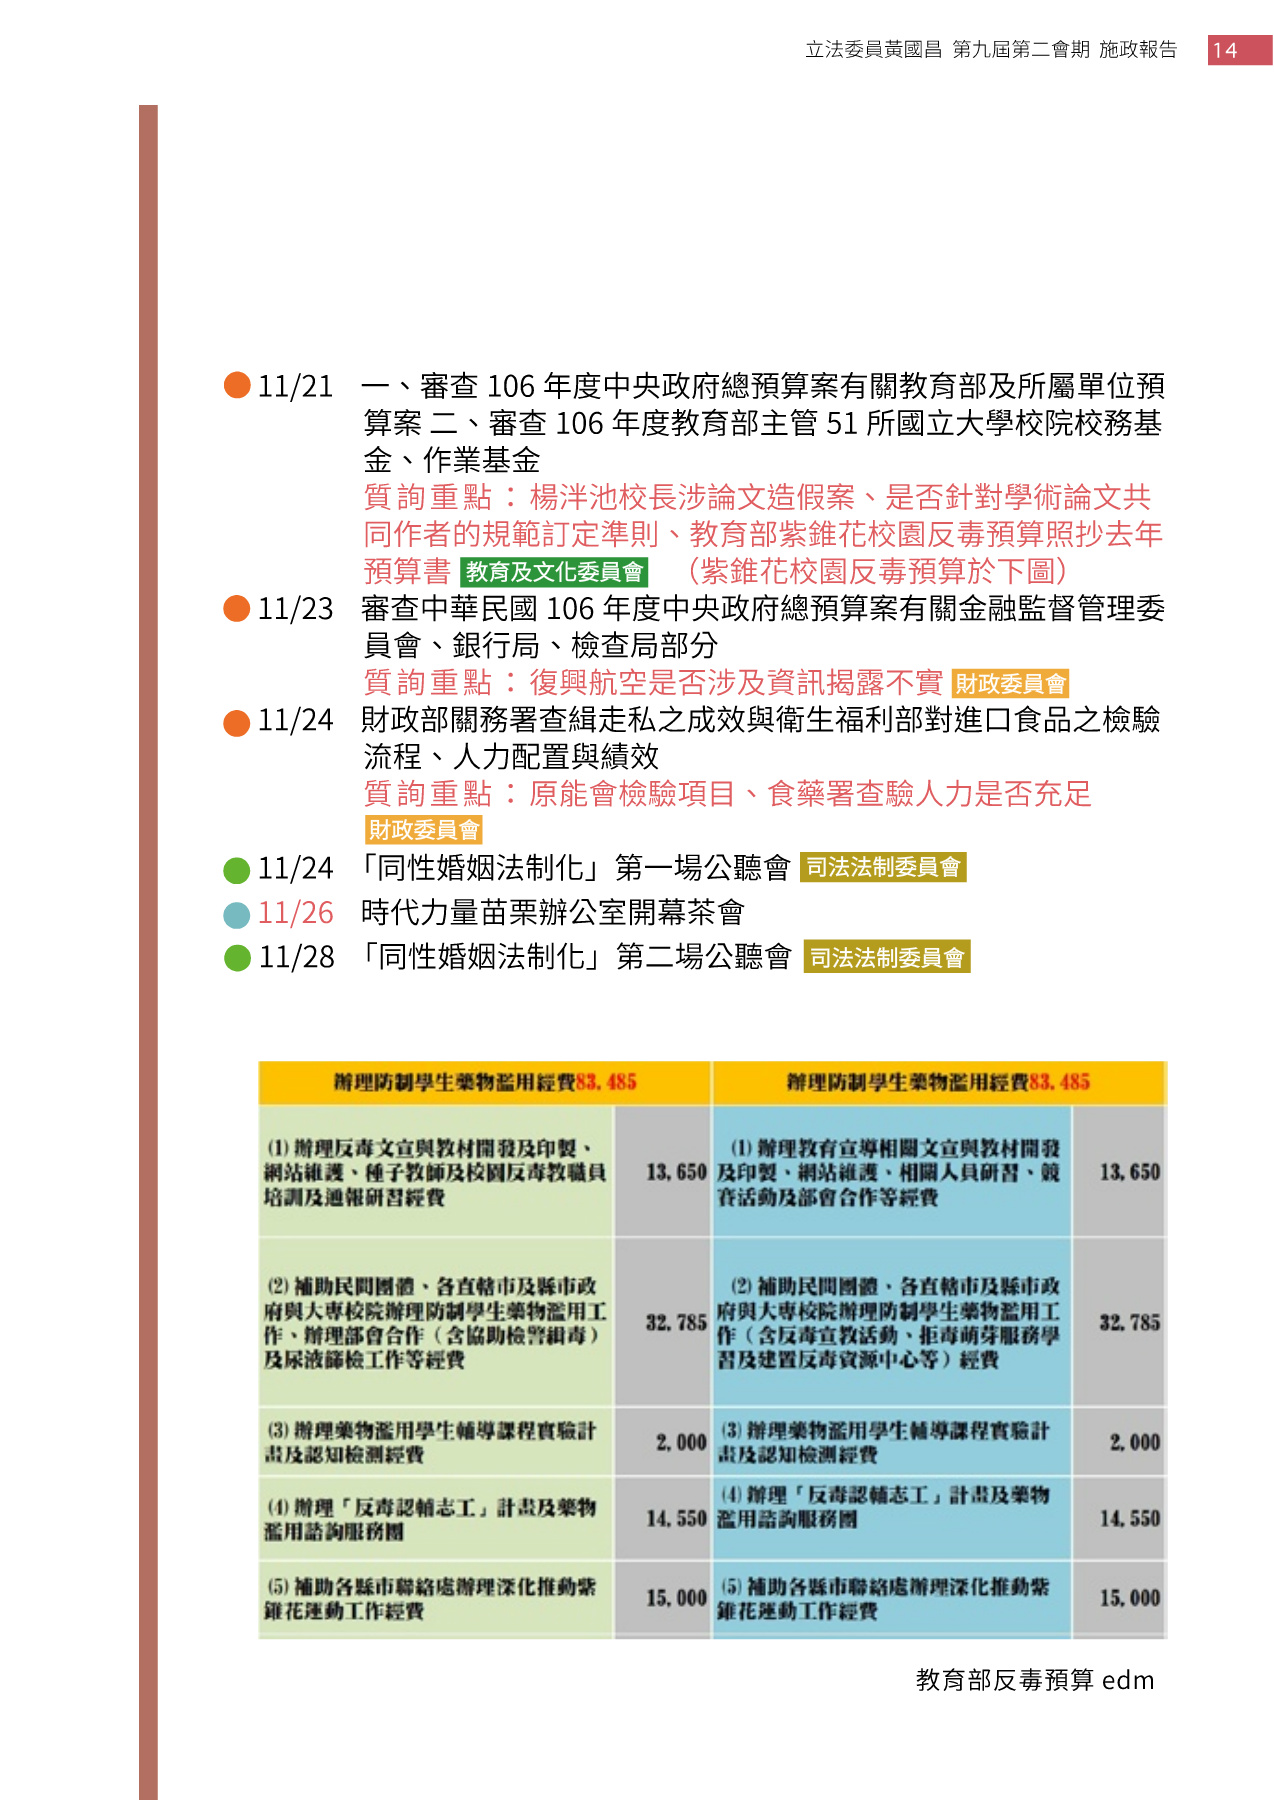 立法委員黃國昌 第九屆第二會期 施政報告 14
11/21 一、審查 106 年度中央政府總預算案有關教育部及所屬單位預
算案 二、審查 106 年度教育部主管 51 所國立大學校院校務基
金、作業基金
質詢重點：楊泮池校長涉論文造假案、是否針對學術論文共
同作者的規範訂定準則、教育部紫錐花校園反毒預算照抄去年
預算書 教育及文化委員會 （紫錐花校園反毒預算於下圖）
11/23 審查中華民國 106 年度中央政府總預算案有關金融監督管理委
員會、銀行局、檢查局部分
質詢重點：復興航空是否涉及資訊揭露不實 財政委員會
11/24 財政部關務署查緝走私之成效與衛生福利部對進口食品之檢驗
流程、人力配置與績效
質詢重點：原能會檢驗項目、食藥署查驗人力是否充足
財政委員會
11/24 「同性婚姻法制化」第一場公聽會 司法法制委員會
11/26 時代力量苗栗辦公室開幕茶會
11/28 「同性婚姻法制化」第二場公聽會 司法法制委員會
辦理防制學生藥物濫用經費83,485
辦理防制學生藥物濫用經費83,485
(1) 辦理反毒文宣與教材開發及印製、
網站維護、種子教師及校園反毒教職員
培訓及通報研習經費
13,650
(1) 辦理教育宣導相關文宣與教材開發
及印製、網站維護、相關人員研習、競
賽活動及部會合作等經費
13,650
(2) 補助民間團體、各直轄市及縣市政
府與大專校院辦理防制學生藥物濫用工
作、辦理部會合作（含協助檢警緝毒）
及尿液篩檢工作等經費
32,785
(2) 補助民間團體、各直轄市及縣市政
府與大專校院辦理防制學生藥物濫用工
作（含反毒宣教活動、拒毒萌芽服務學
習及建置反毒資源中心等）經費
32,785
(3) 辦理藥物濫用學生輔導課程實驗計
畫及認知檢測經費
2,000
(3) 辦理藥物濫用學生輔導課程實驗計
畫及認知檢測經費
2,000
(4) 辦理「反毒認輔志工」計畫及藥物
濫用諮詢服務團
14,550
(4) 辦理「反毒認輔志工」計畫及藥物
濫用諮詢服務團
14,550
(5) 補助各縣市聯絡處辦理深化推動紫
錐花運動工作經費
15,000
(5) 補助各縣市聯絡處辦理深化推動紫
錐花運動工作經費
15,000
教育部反毒預算 edm